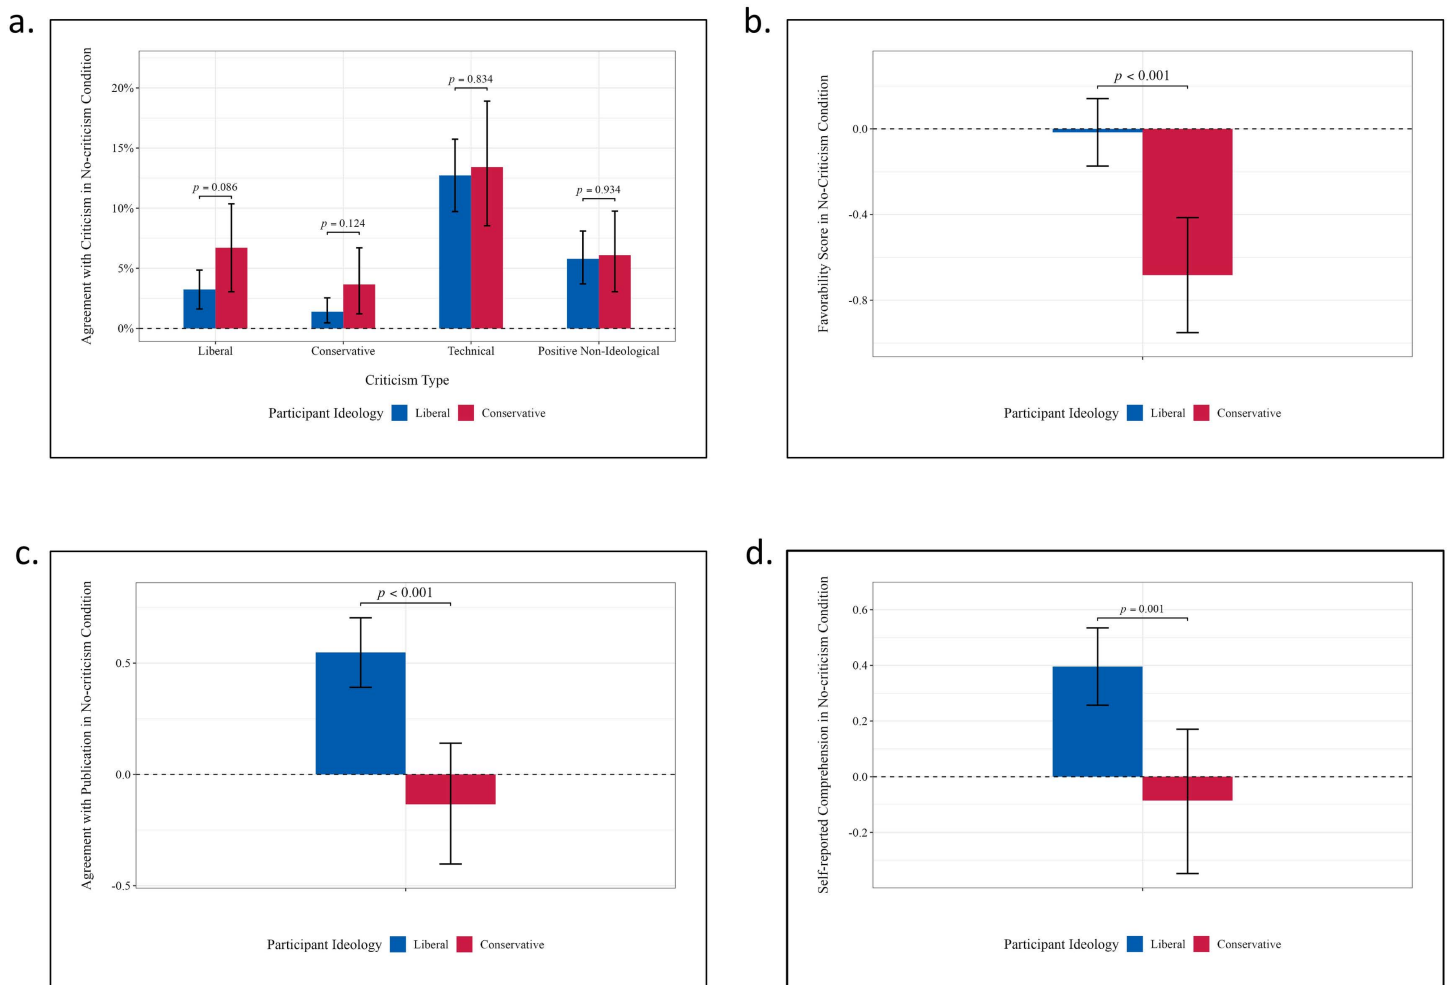 a.
Agreement with Criticism in No-criticism Condition
20%
15%
10%
5%
0%
p = 0.086
p = 0.124
p = 0.834
p = 0.934
Liberal
Conservative
Technical
Positive Non-Ideological
Criticism Type
Participant Ideology Liberal Conservative
b.
Favorability Score in No-Criticism Condition
0.0
-0.4
-0.8
p < 0.001
Participant Ideology Liberal Conservative
c.
Agreement with Publication in No-criticism Condition
0.5
0.0
-0.5
p < 0.001
Participant Ideology Liberal Conservative
d.
Self-reported Comprehension in No-criticism Condition
0.6
0.4
0.2
0.0
-0.2
p = 0.001
Participant Ideology Liberal Conservative